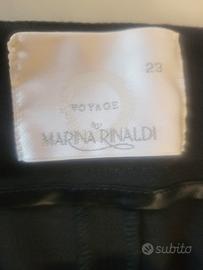 23
VOYAGE
by
MARINA RINALDI
subito